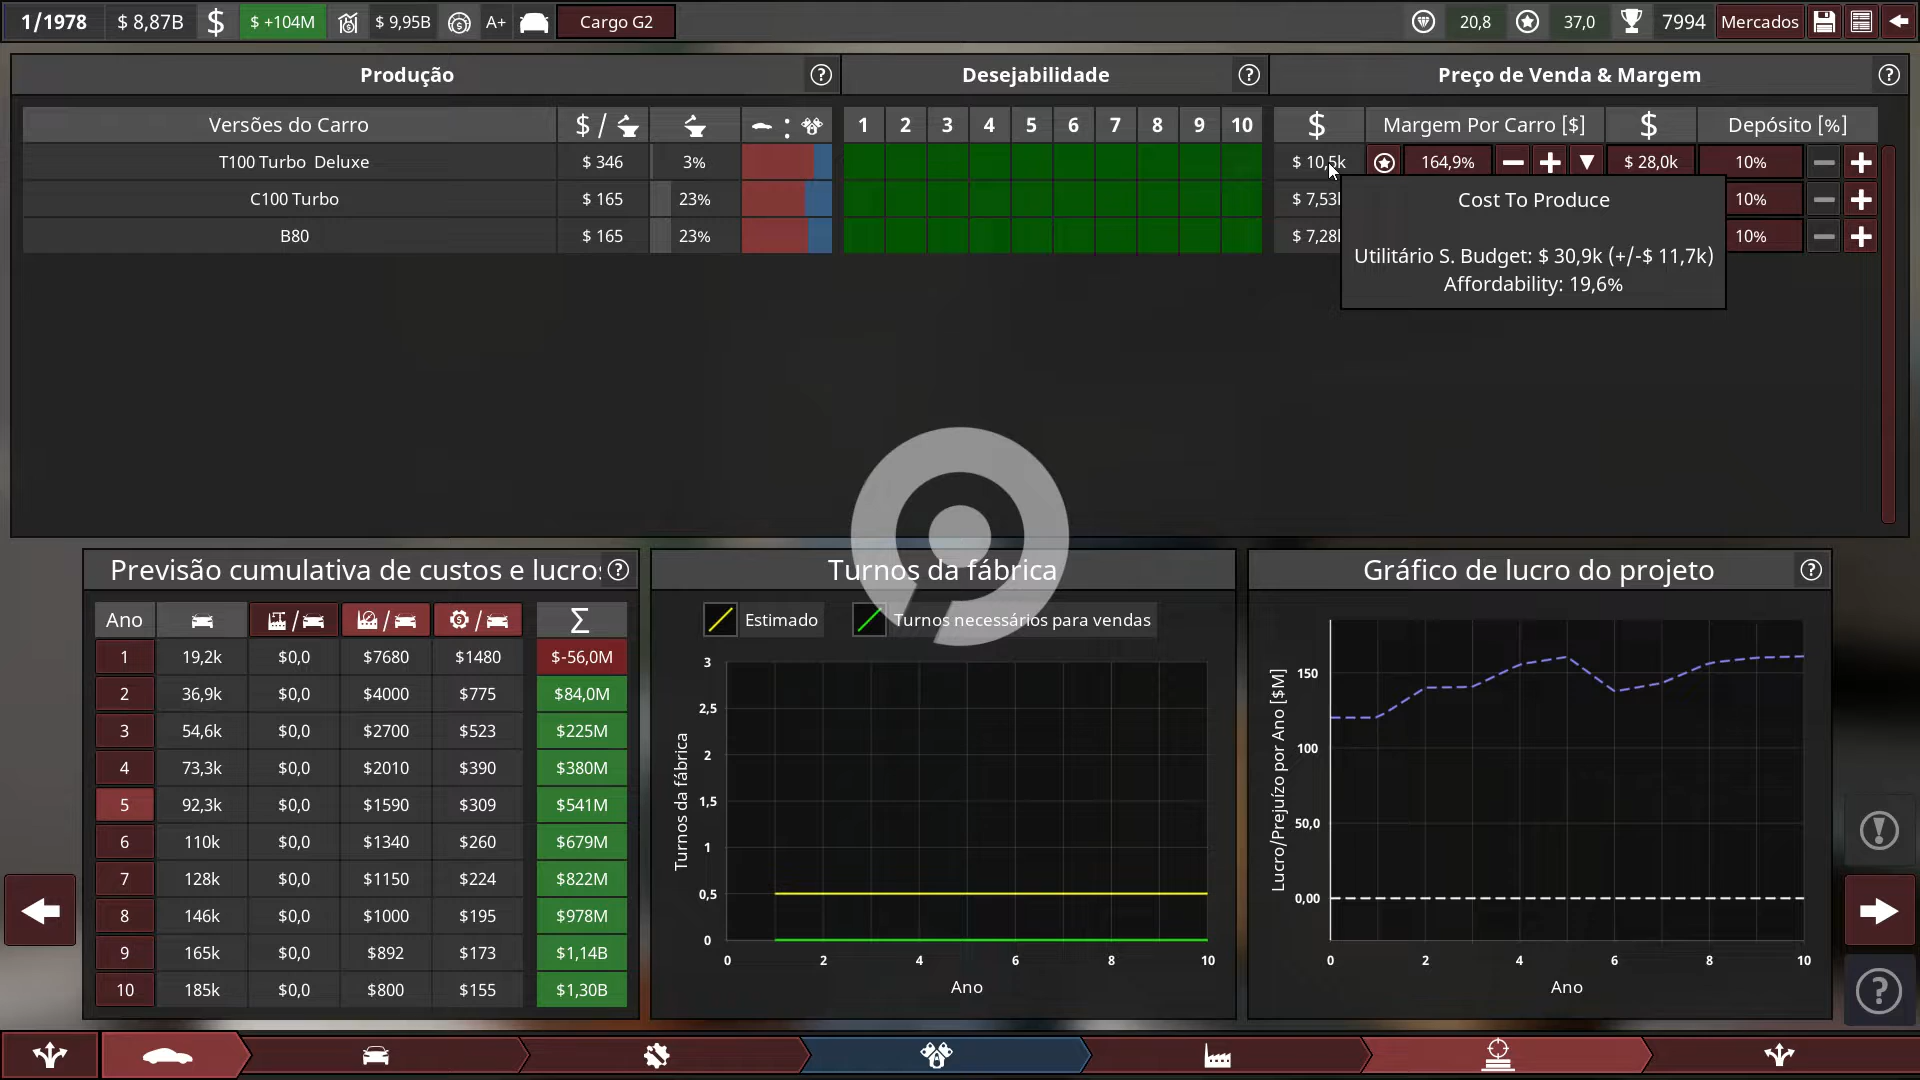 1/1978 $ 8,87B $ $ +104M $ 9,95B A+ Cargo G2 20,8 37,0 7994 Mercados
Produção ?
Desejabilidade ?
Preço de Venda & Margem ?
Versões do Carro $ / : 1 2 3 4 5 6 7 8 9 10 $ Margem Por Carro [$] $ Depósito [%]
T100 Turbo Deluxe $ 346 3% $ 10,5k 164,9% $ 28,0k 10%
C100 Turbo $ 165 23% $ 7,53 10%
B80 $ 165 23% $ 7,28 10%
Cost To Produce
Utilitário S. Budget: $ 30,9k (+/-$ 11,7k)
Affordability: 19,6%
Previsão cumulativa de custos e lucros ?
Ano / / / Σ
1 19,2k $0,0 $7680 $1480 $-56,0M
2 36,9k $0,0 $4000 $775 $84,0M
3 54,6k $0,0 $2700 $523 $225M
4 73,3k $0,0 $2010 $390 $380M
5 92,3k $0,0 $1590 $309 $541M
6 110k $0,0 $1340 $260 $679M
7 128k $0,0 $1150 $224 $822M
8 146k $0,0 $1000 $195 $978M
9 165k $0,0 $892 $173 $1,14B
10 185k $0,0 $800 $155 $1,30B
Turnos da fábrica
Estimado Turnos necessários para vendas
Turnos da fábrica
3
2,5
2
1,5
1
0,5
0
0 2 4 6 8 10
Ano
Gráfico de lucro do projeto ?
Lucro/Prejuízo por Ano [$M]
150
100
50,0
0,00
0 2 4 6 8 10
Ano
!
?